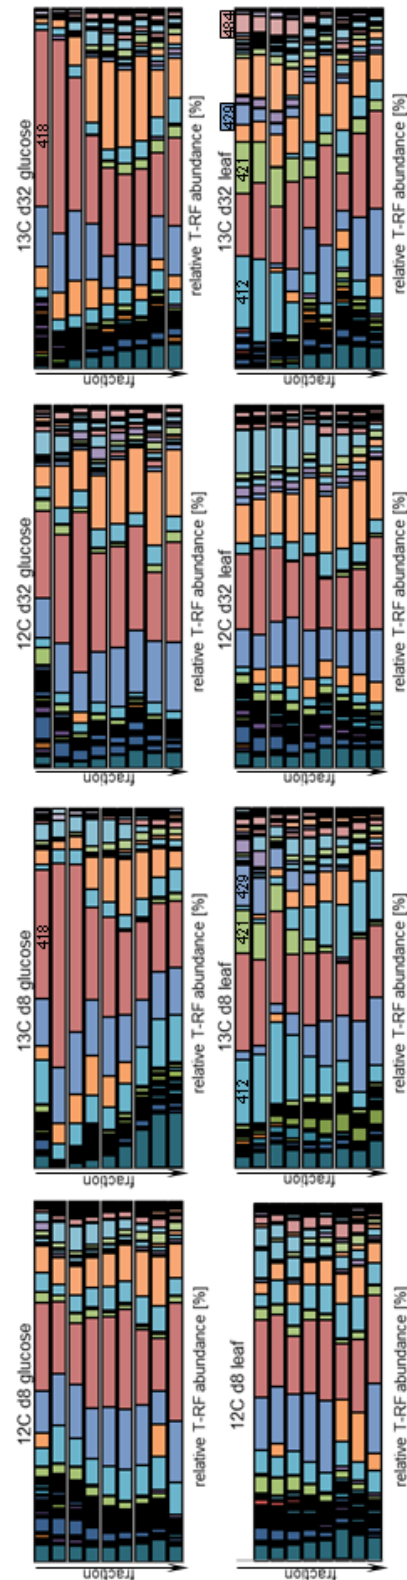 12C d8 glucose
fraction
relative T-RF abundance [%]
13C d8 glucose
418
fraction
relative T-RF abundance [%]
12C d32 glucose
fraction
relative T-RF abundance [%]
13C d32 glucose
418
fraction
relative T-RF abundance [%]
12C d8 leaf
relative T-RF abundance [%]
13C d8 leaf
412
421
429
fraction
relative T-RF abundance [%]
12C d32 leaf
fraction
relative T-RF abundance [%]
13C d32 leaf
412
421
429
484
fraction
relative T-RF abundance [%]